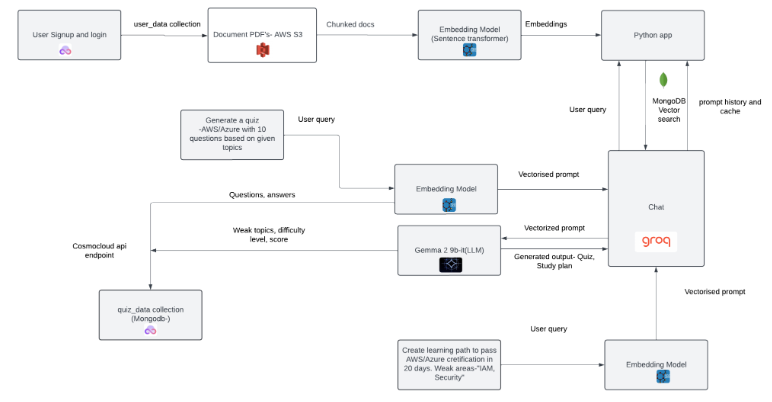 user_data collection
User Signup and login
Document PDF's- AWS S3
Chunked docs
Embedding Model
(Sentence transformer)
Embeddings
Python app
User query
MongoDB
Vector
search
prompt history and
cache
Generate a quiz
-AWS/Azure with 10
questions based on given
topics
User query
Embedding Model
Vectorised prompt
Chat
groq
Questions, answers
Weak topics, difficulty
level, score
Cosmocloud api
endpoint
Gemma 2 9b-it(LLM)
Vectorized prompt
Generated output- Quiz,
Study plan
quiz_data collection
(Mongodb-)
Vectorised prompt
User query
Create learning path to pass
AWS/Azure cretification in
20 days. Weak areas-"IAM,
Security"
Embedding Model